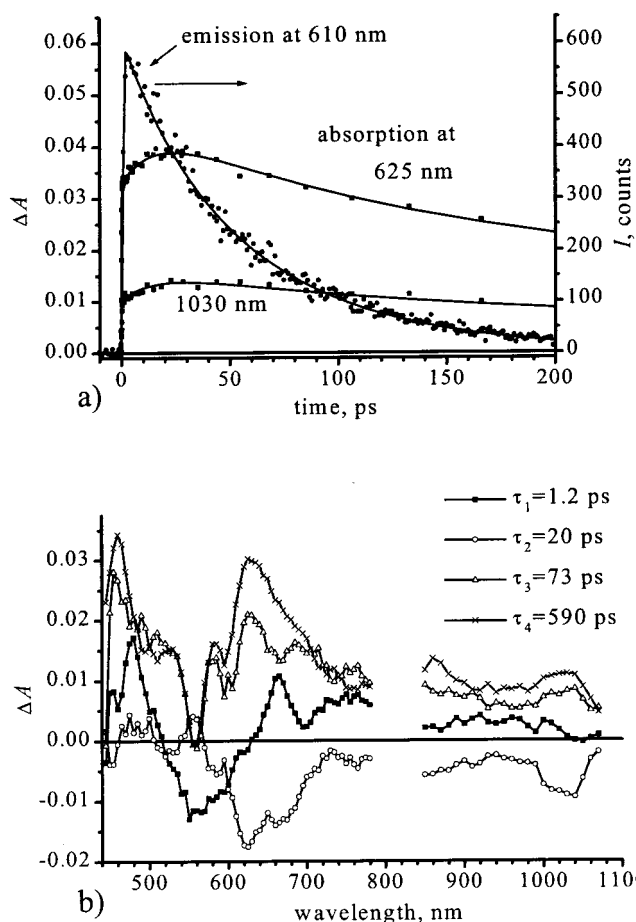 0.06
0.05
0.04
0.03
0.02
0.01
0.00
ΔA
emission at 610 nm
absorption at
625 nm
1030 nm
600
500
400
300
200
100
0
I, counts
0
50
100
150
200
time, ps
a)
0.03
0.02
0.01
0.00
-0.01
-0.02
ΔA
τ1=1.2 ps
τ2=20 ps
τ3=73 ps
τ4=590 ps
500
600
700
800
900
1000
1100
wavelength, nm
b)